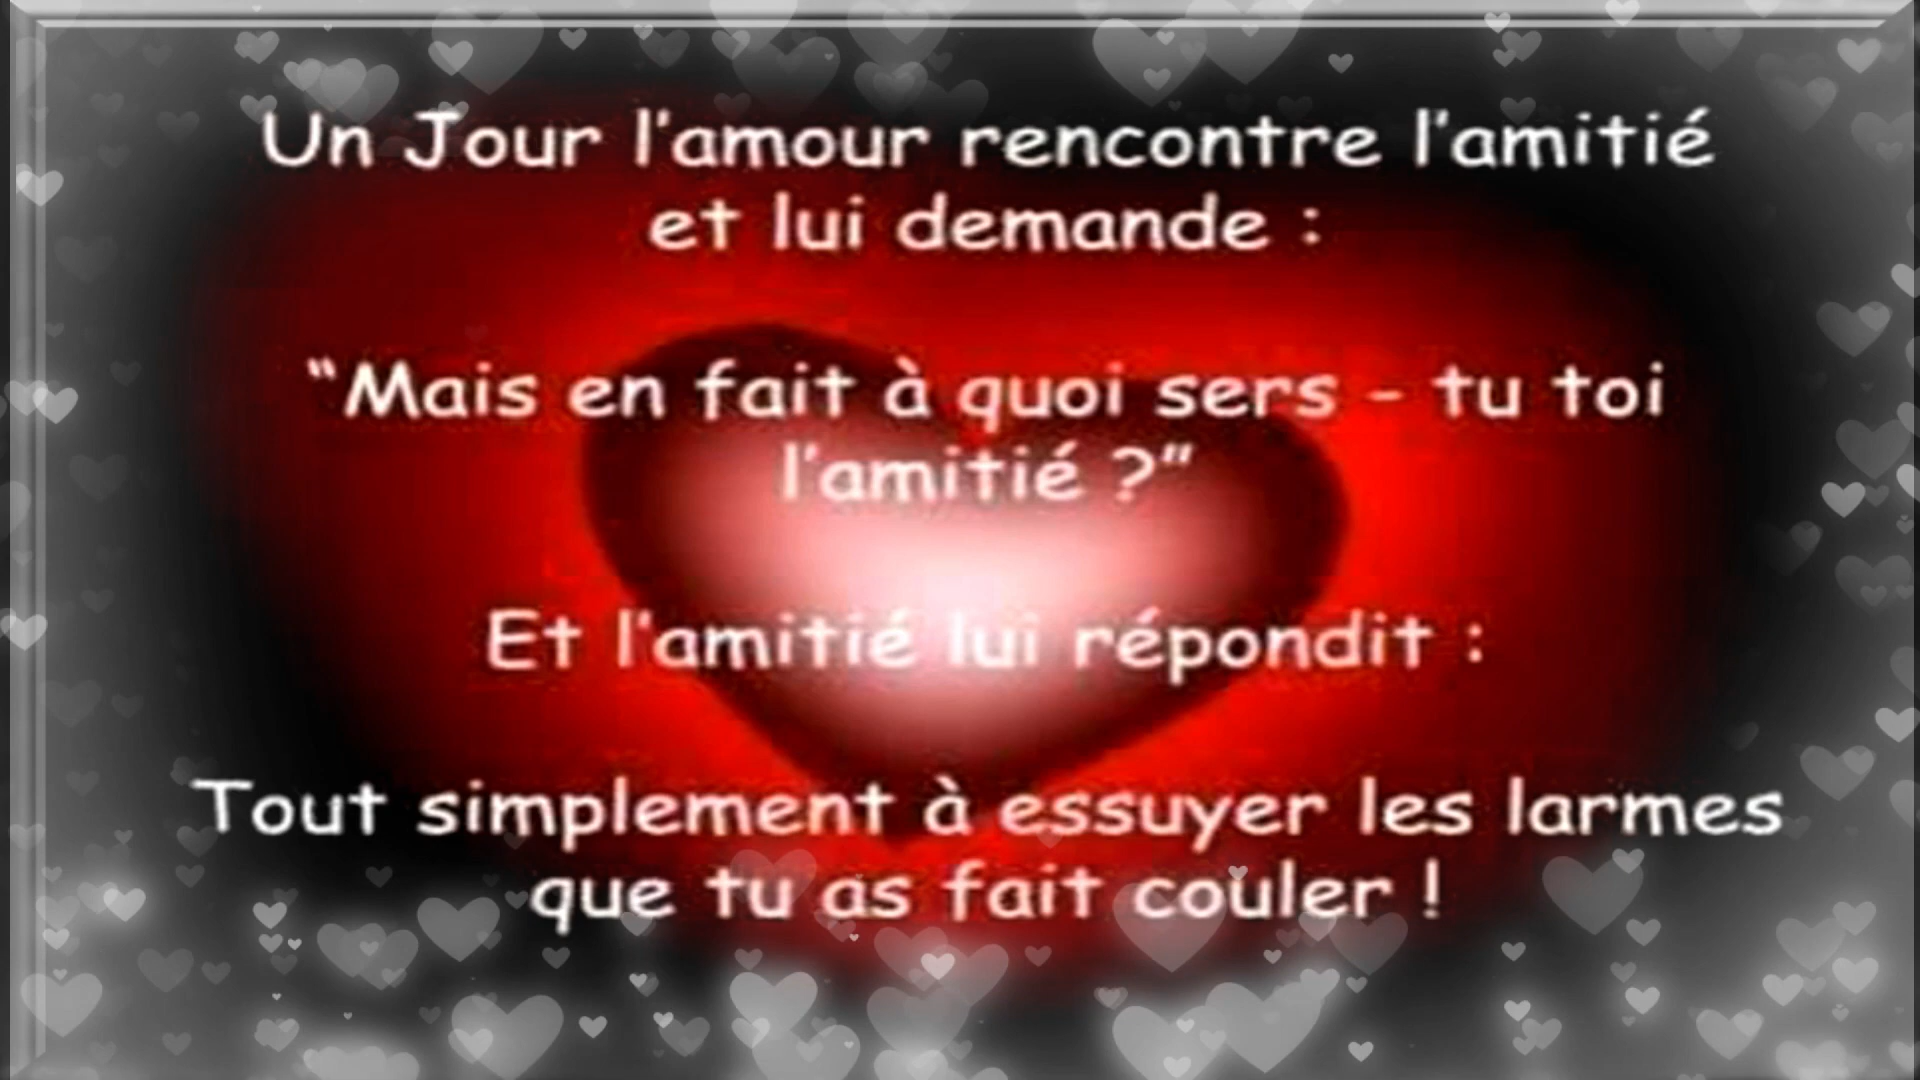 Un Jour l'amour rencontre l'amitié
et lui demande :
“Mais en fait à quoi sers - tu toi
l'amitié ?”
Et l'amitié lui répondit :
Tout simplement à essuyer les larmes
que tu as fait couler !